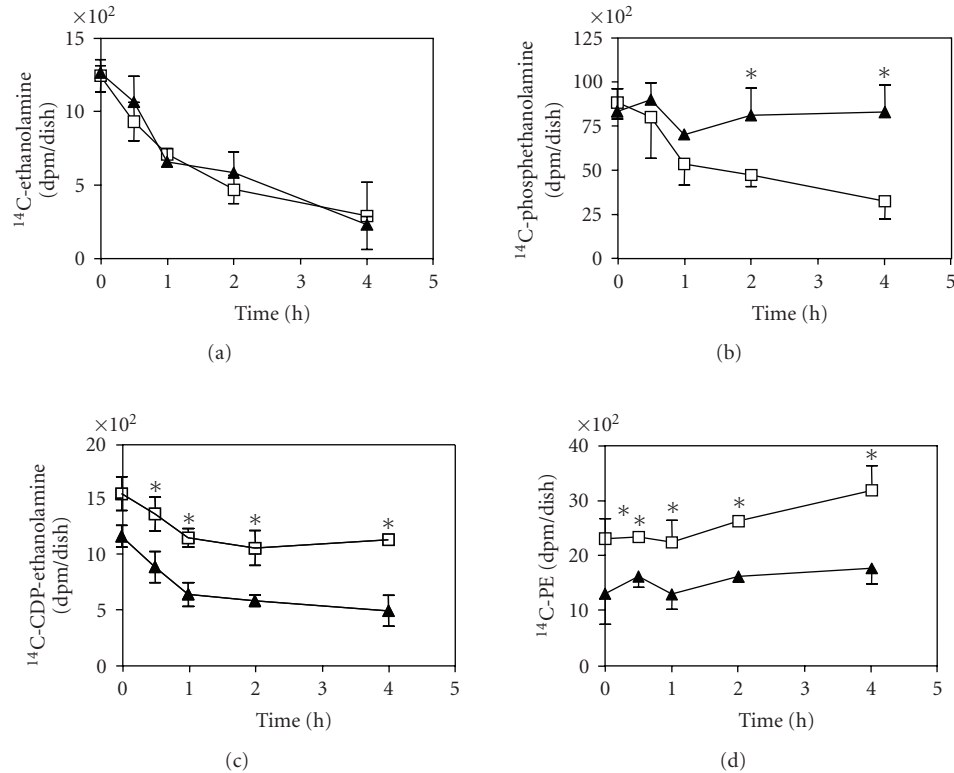 ×10²
15
10
5
0
¹⁴C-ethanolamine
(dpm/dish)
0 1 2 3 4 5
Time (h)
(a)
×10²
125
100
75
50
25
0
¹⁴C-phosphethanolamine
(dpm/dish)
* *
0 1 2 3 4 5
Time (h)
(b)
×10²
20
15
10
5
0
¹⁴C-CDP-ethanolamine
(dpm/dish)
* * * *
0 1 2 3 4 5
Time (h)
(c)
×10²
40
30
20
10
0
¹⁴C-PE (dpm/dish)
* * * * *
0 1 2 3 4 5
Time (h)
(d)